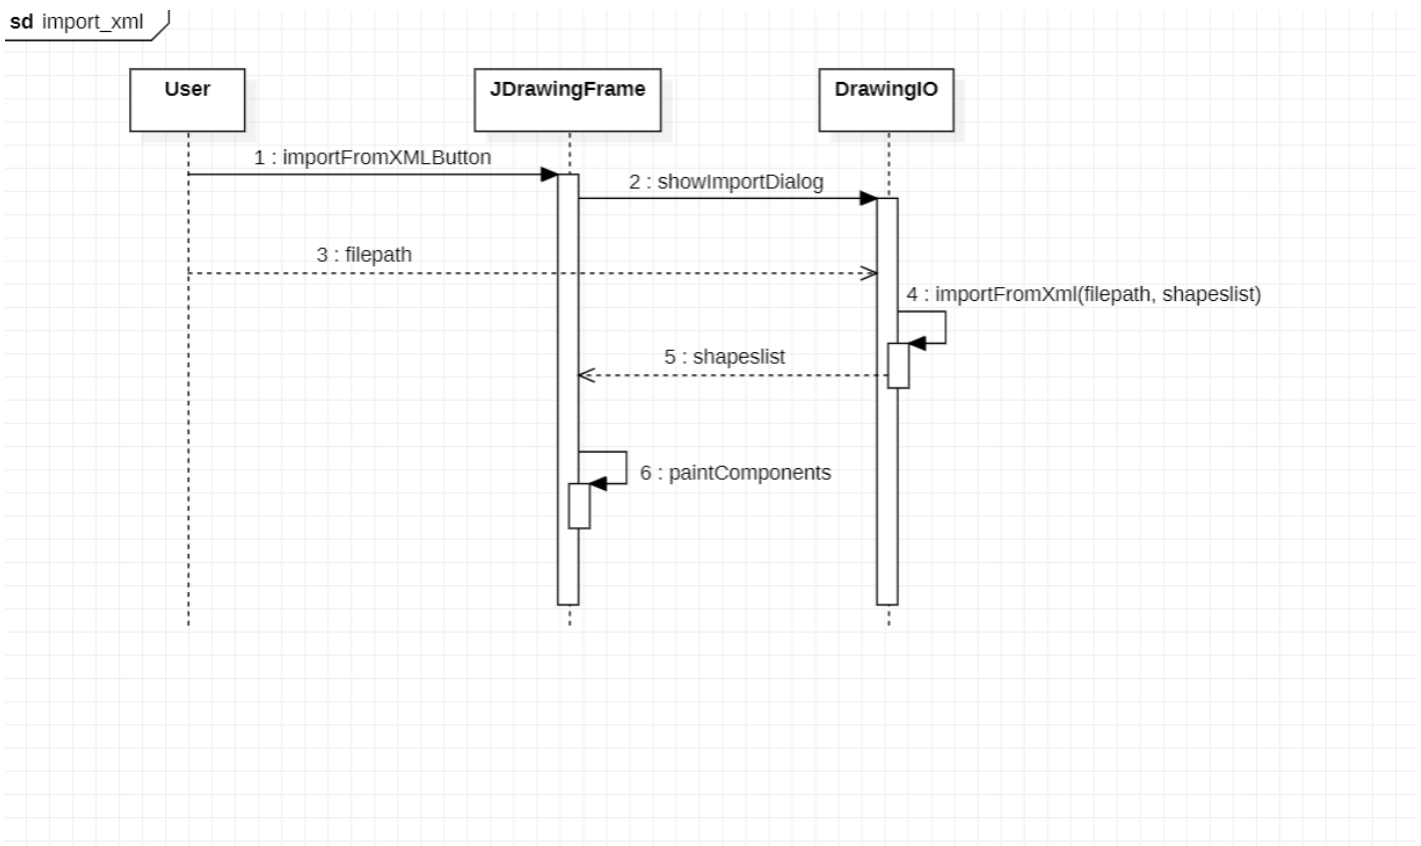 sd import_xml
User
JDrawingFrame
DrawingIO
1 : importFromXMLButton
2 : showImportDialog
3 : filepath
4 : importFromXml(filepath, shapeslist)
5 : shapeslist
6 : paintComponents